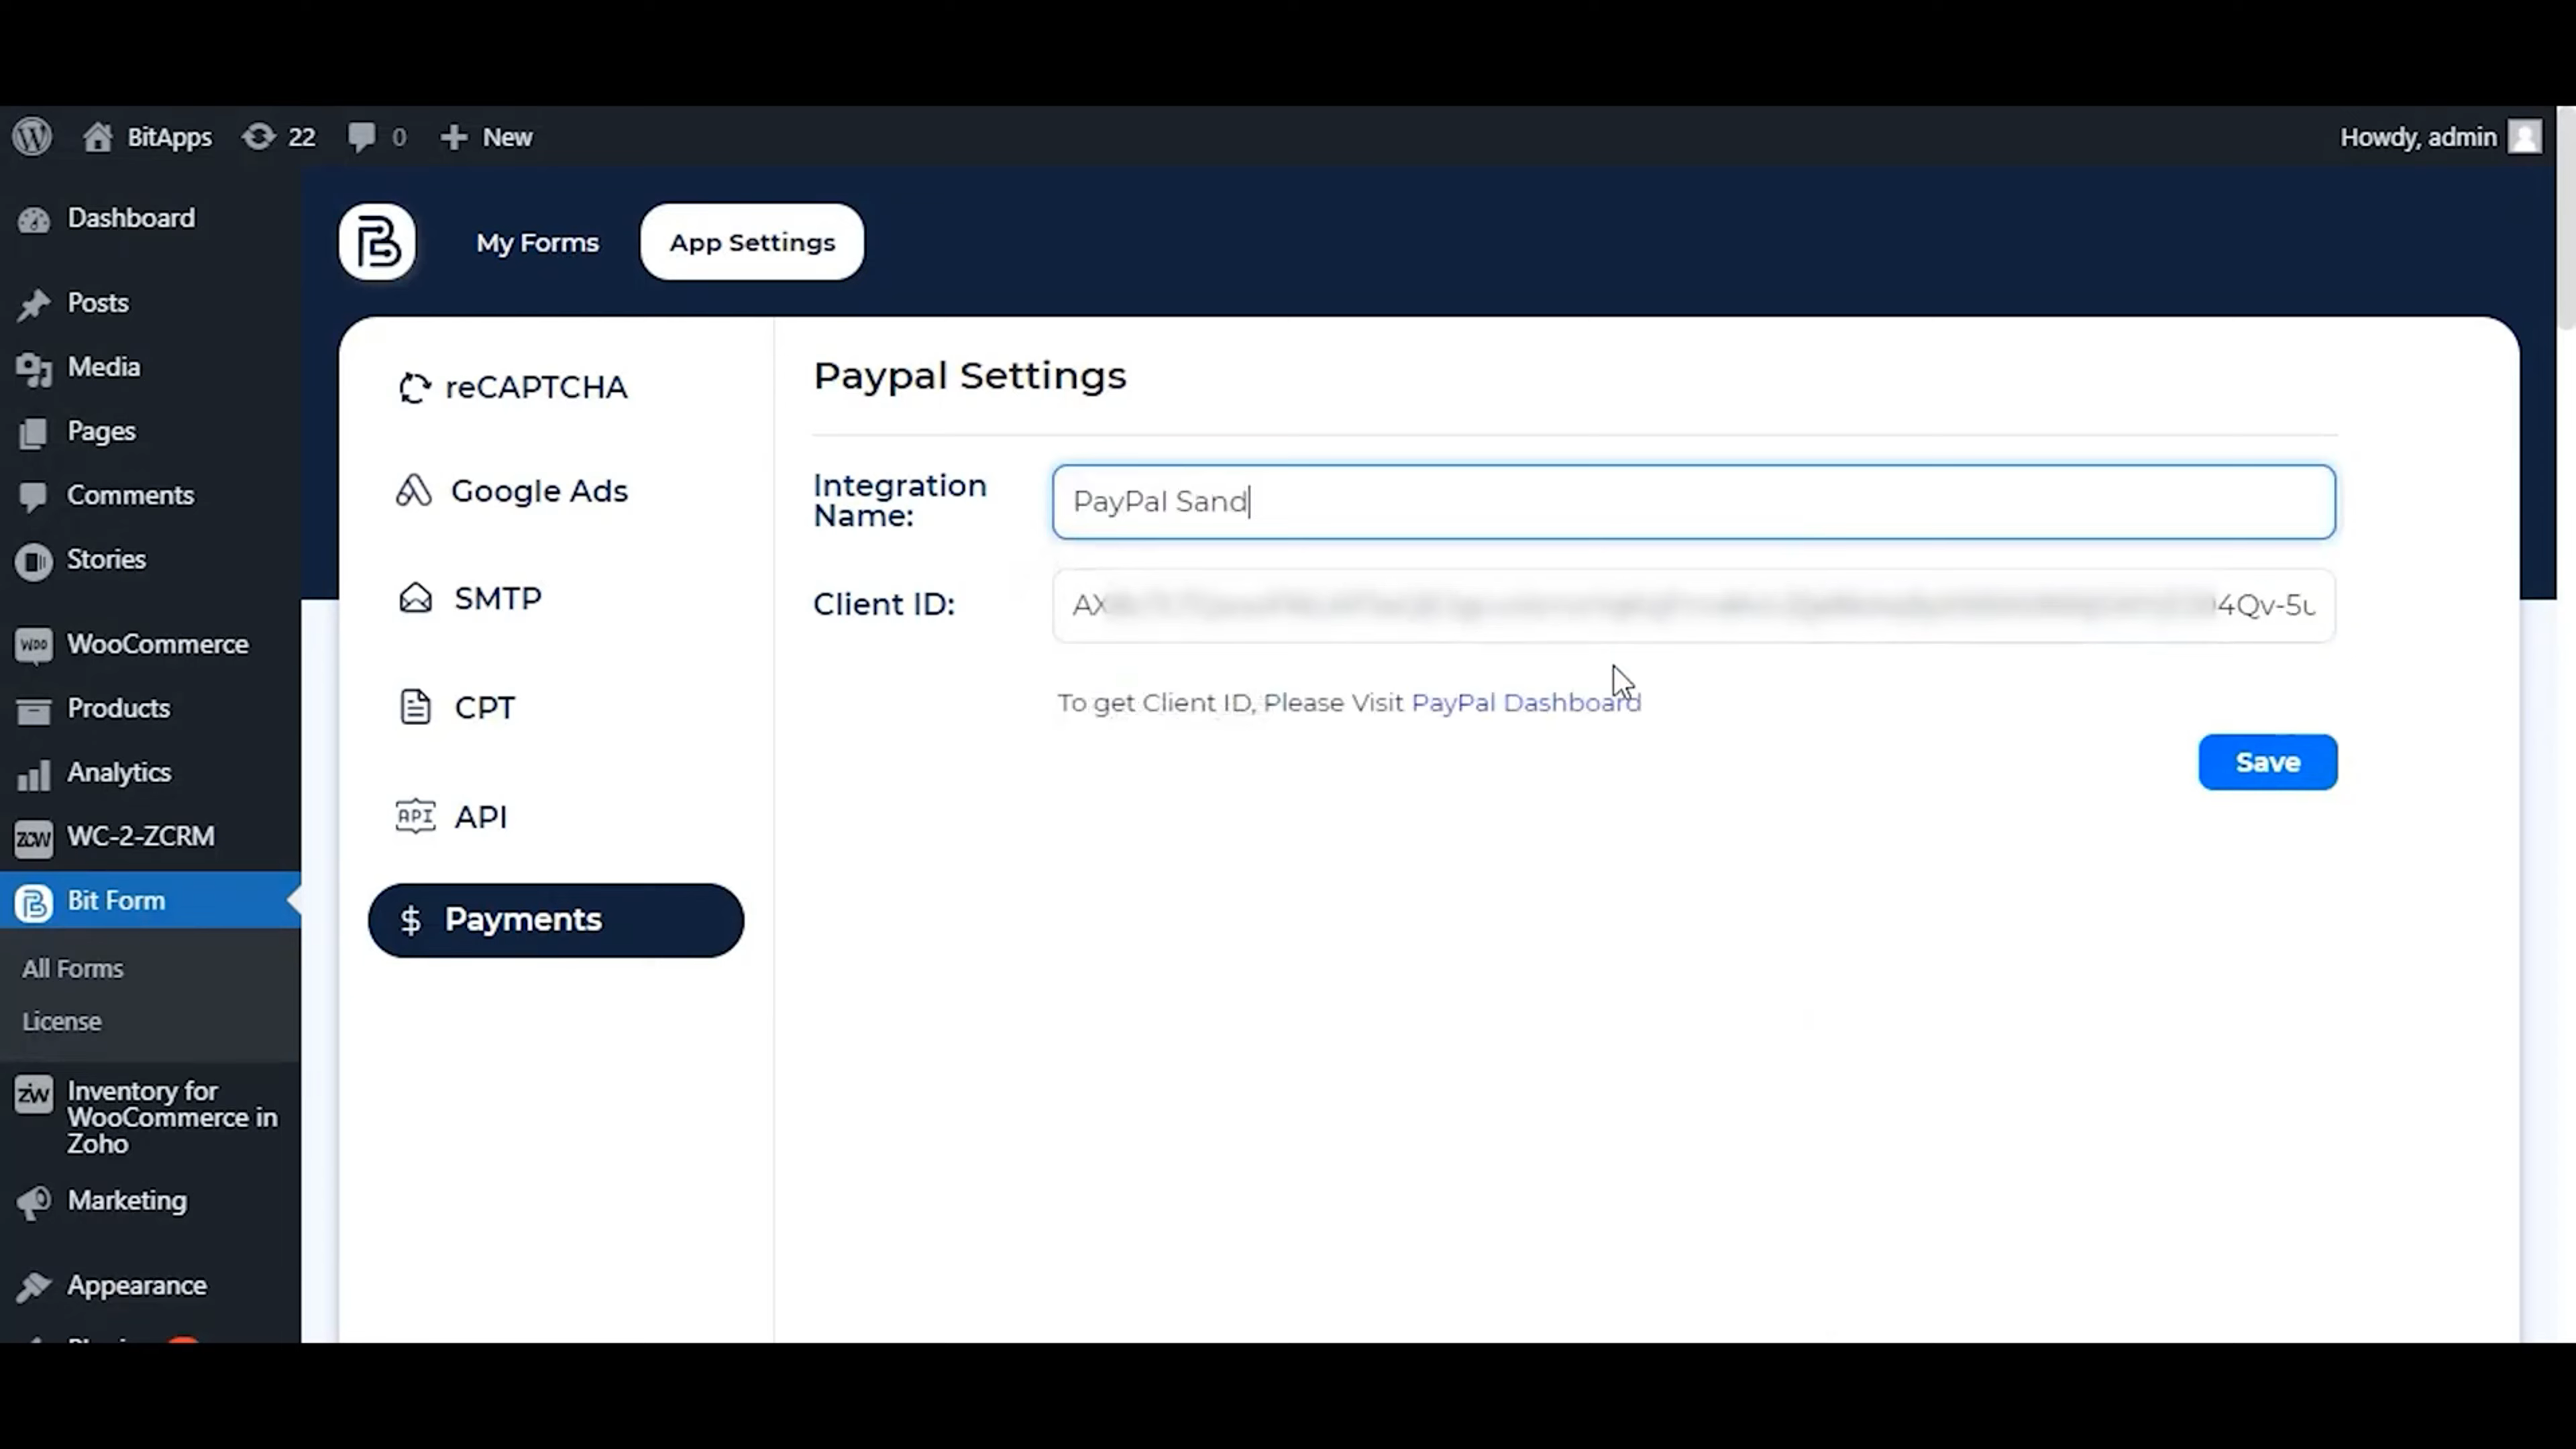 BitApps 22 0 New
Howdy, admin
Dashboard
Posts
Media
Pages
Comments
Stories
WooCommerce
Products
Analytics
WC-2-ZCRM
Bit Form
All Forms
License
Inventory for
WooCommerce in
Zoho
Marketing
Appearance
My Forms
App Settings
reCAPTCHA
Google Ads
SMTP
CPT
API
Payments
Paypal Settings
Integration
Name:
PayPal Sand
Client ID:
AX 4Qv-5u
To get Client ID, Please Visit PayPal Dashboard
Save